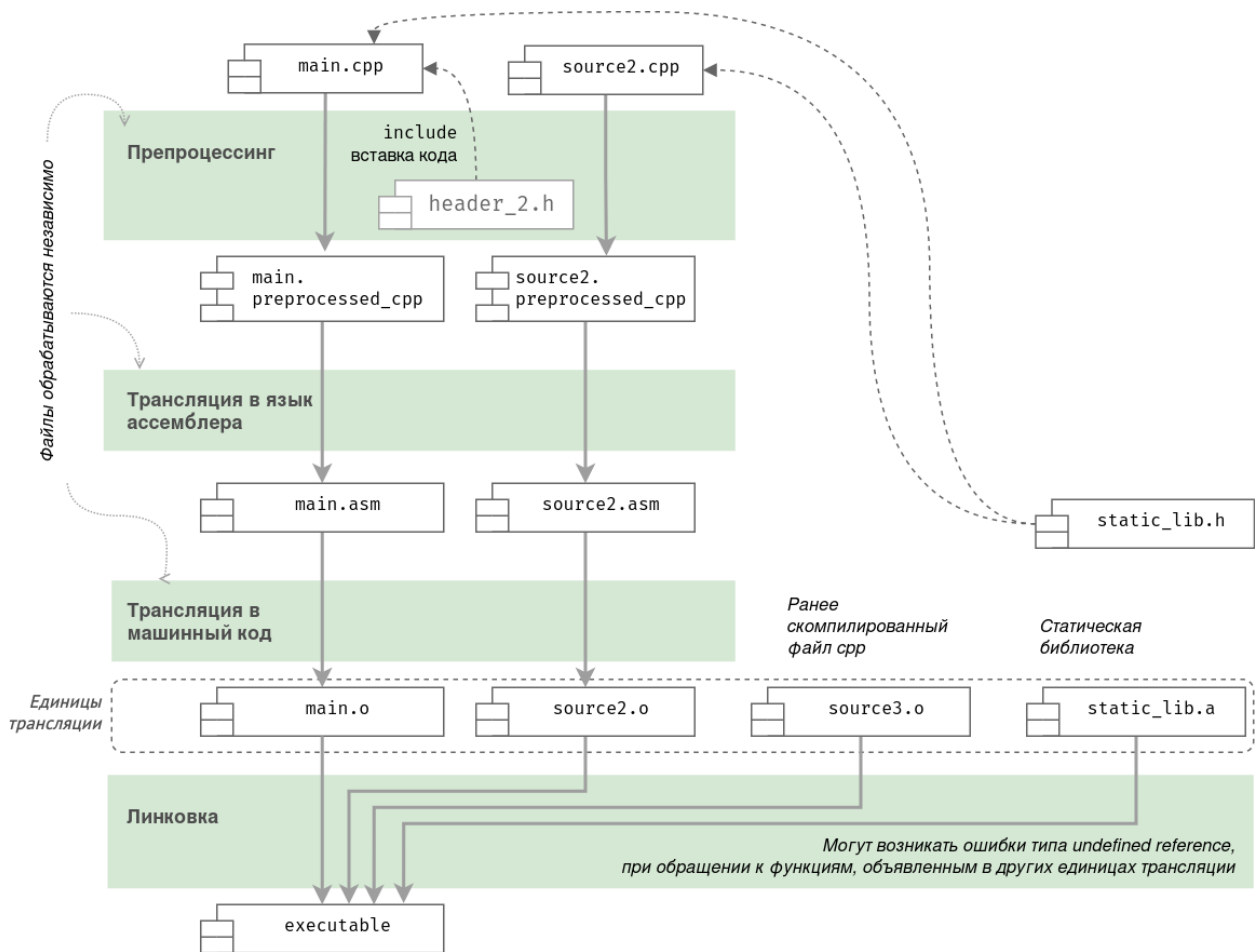 main.cpp
source2.cpp
Препроцессинг
include
вставка кода
header_2.h
Файлы обрабатываются независимо
main.
preprocessed_cpp
source2.
preprocessed_cpp
Трансляция в язык
ассемблера
main.asm
source2.asm
static_lib.h
Трансляция в
машинный код
Ранее
скомпилированный
файл cpp
Статическая
библиотека
Единицы
трансляции
main.o
source2.o
source3.o
static_lib.a
Линковка
Могут возникать ошибки типа undefined reference,
при обращении к функциям, объявленным в других единицах трансляции
executable